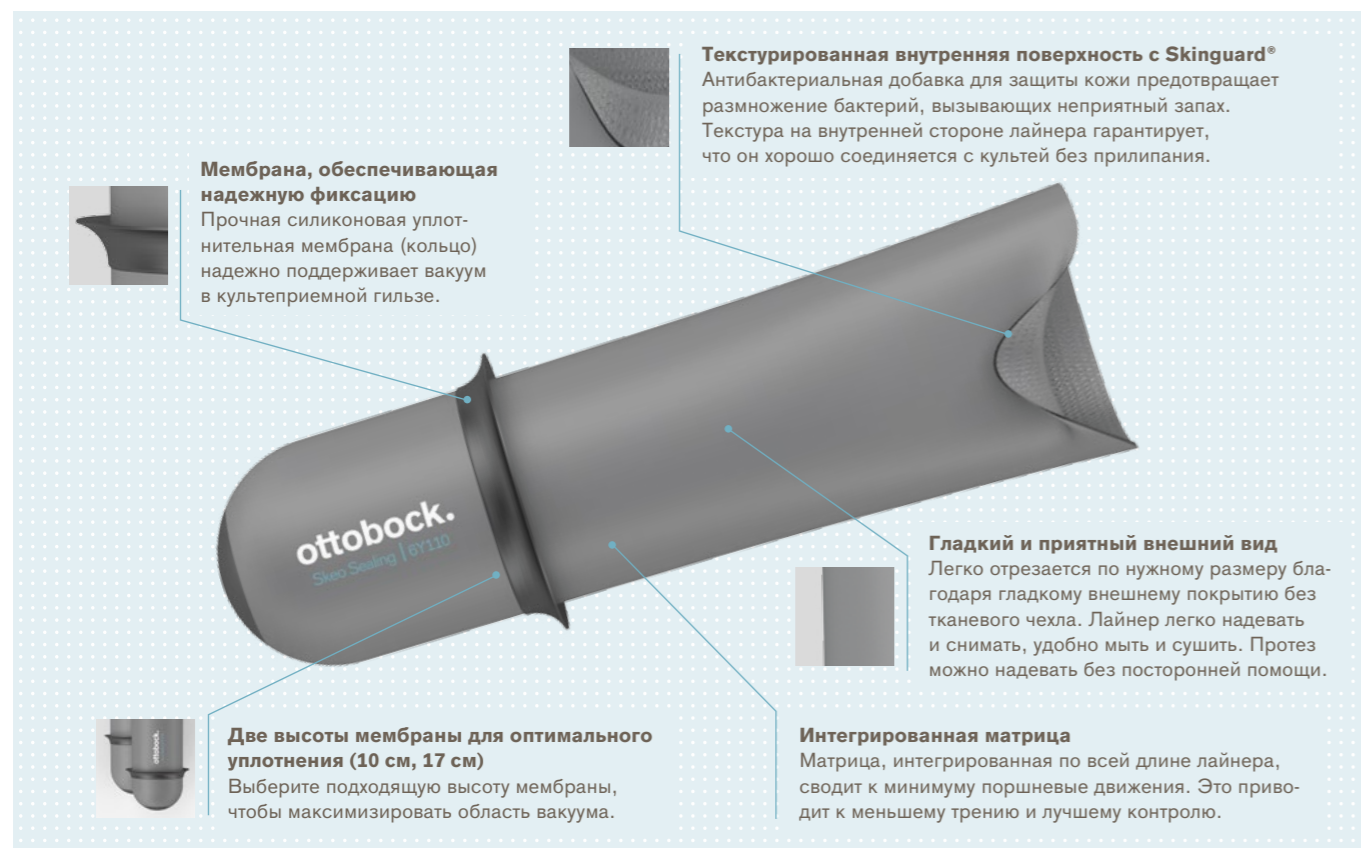 Текстурированная внутренняя поверхность с Skinguard®
Антибактериальная добавка для защиты кожи предотвращает
размножение бактерий, вызывающих неприятный запах.
Текстура на внутренней стороне лайнера гарантирует,
что он хорошо соединяется с культей без прилипания.
Мембрана, обеспечивающая
надежную фиксацию
Прочная силиконовая уплот-
нительная мембрана (кольцо)
надежно поддерживает вакуум
в культеприемной гильзе.
ottobock.
Skeo Sealing | 6Y110
Гладкий и приятный внешний вид
Легко отрезается по нужному размеру бла-
годаря гладкому внешнему покрытию без
тканевого чехла. Лайнер легко надевать
и снимать, удобно мыть и сушить. Протез
можно надевать без посторонней помощи.
ottobock.
Две высоты мембраны для оптимального
уплотнения (10 см, 17 см)
Выберите подходящую высоту мембраны,
чтобы максимизировать область вакуума.
Интегрированная матрица
Матрица, интегрированная по всей длине лайнера,
сводит к минимуму поршневые движения. Это приво-
дит к меньшему трению и лучшему контролю.